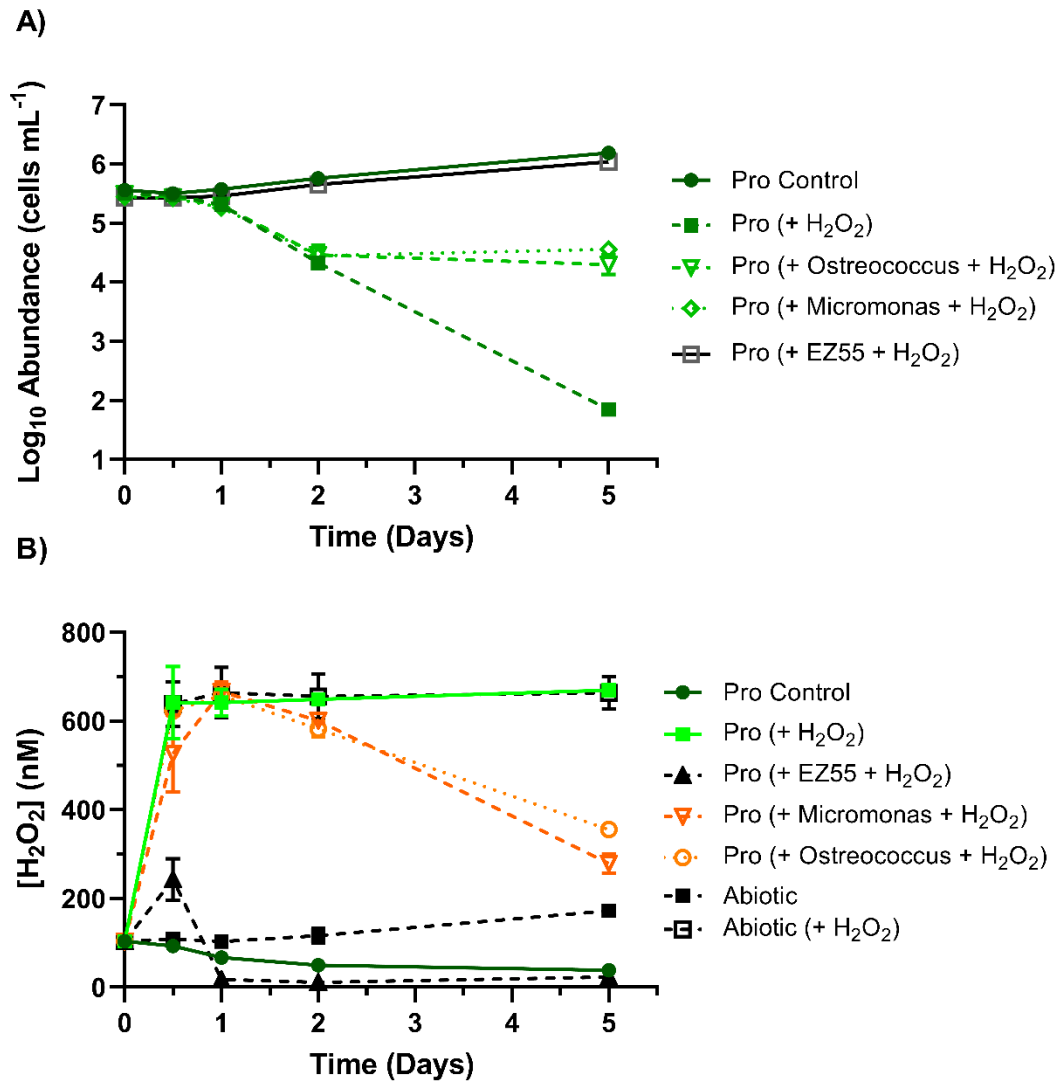 A)
Log₁₀ Abundance (cells mL⁻¹)
7
6
5
4
3
2
1
0 1 2 3 4 5
Time (Days)
Pro Control
Pro (+ H₂O₂)
Pro (+ Ostreococcus + H₂O₂)
Pro (+ Micromonas + H₂O₂)
Pro (+ EZ55 + H₂O₂)
B)
[H₂O₂] (nM)
800
600
400
200
0
0 1 2 3 4 5
Time (Days)
Pro Control
Pro (+ H₂O₂)
Pro (+ EZ55 + H₂O₂)
Pro (+ Micromonas + H₂O₂)
Pro (+ Ostreococcus + H₂O₂)
Abiotic
Abiotic (+ H₂O₂)